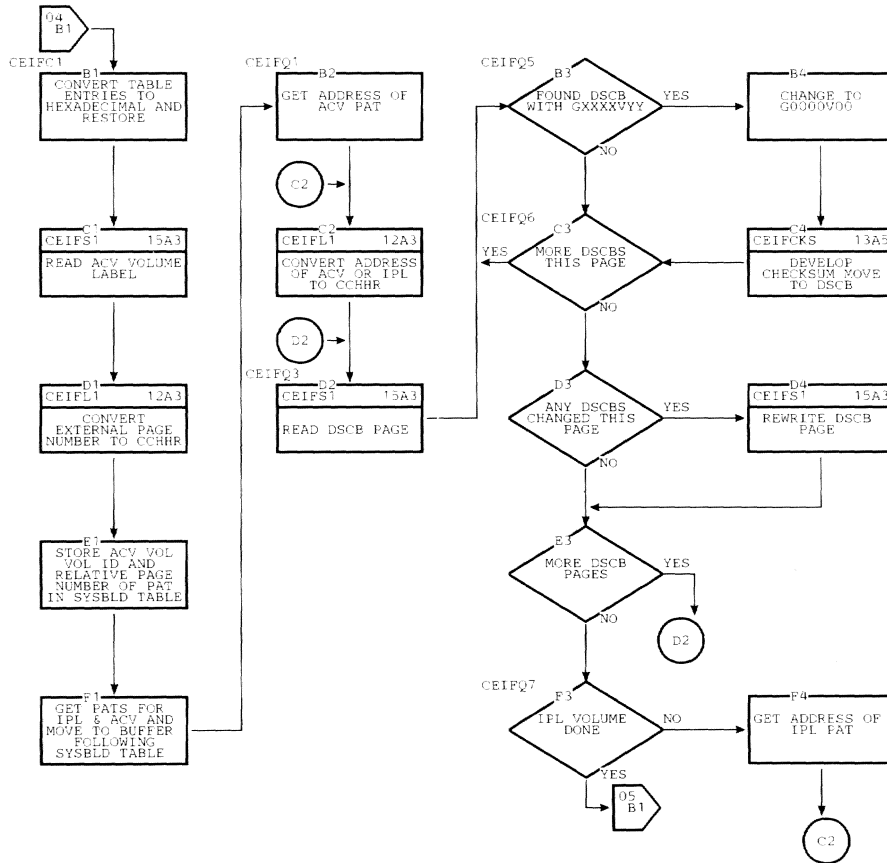 04
B1
CEIFC1
B1
CONVERT TABLE
ENTRIES TO
HEXADECIMAL AND
RESTORE
C1
CEIFS1 15A3
READ ACV VOLUME
LABEL
D1
CEIFL1 12A3
CONVERT
EXTERNAL PAGE
NUMBER TO CCHHR
E1
STORE ACV VOL
VOL ID AND
RELATIVE PAGE
NUMBER OF PAT
IN SYSBLD TABLE
F1
GET PATS FOR
IPL & ACV AND
MOVE TO BUFFER
FOLLOWING
SYSBLD TABLE
CEIFQ1
B2
GET ADDRESS OF
ACV PAT
C2
C2
CEIFL1 12A3
CONVERT ADDRESS
OF ACV OR IPL
TO CCHHR
D2
CEIFQ3
D2
CEIFS1 15A3
READ DSCB PAGE
CEIFQ5
B3
FOUND DSCB
WITH GXXXXVYY
YES
NO
CEIFQ6
C3
MORE DSCBS
THIS PAGE
YES
NO
D3
ANY DSCBS
CHANGED THIS
PAGE
YES
NO
E3
MORE DSCB
PAGES
YES
NO
D2
CEIFQ7
F3
IPL VOLUME
DONE
NO
YES
05
B1
B4
CHANGE TO
G0000V00
C4
CEIFCKS 13A5
DEVELOP
CHECKSUM MOVE
TO DSCB
D4
CEIFS1 15A3
REWRITE DSCB
PAGE
F4
GET ADDRESS OF
IPL PAT
C2